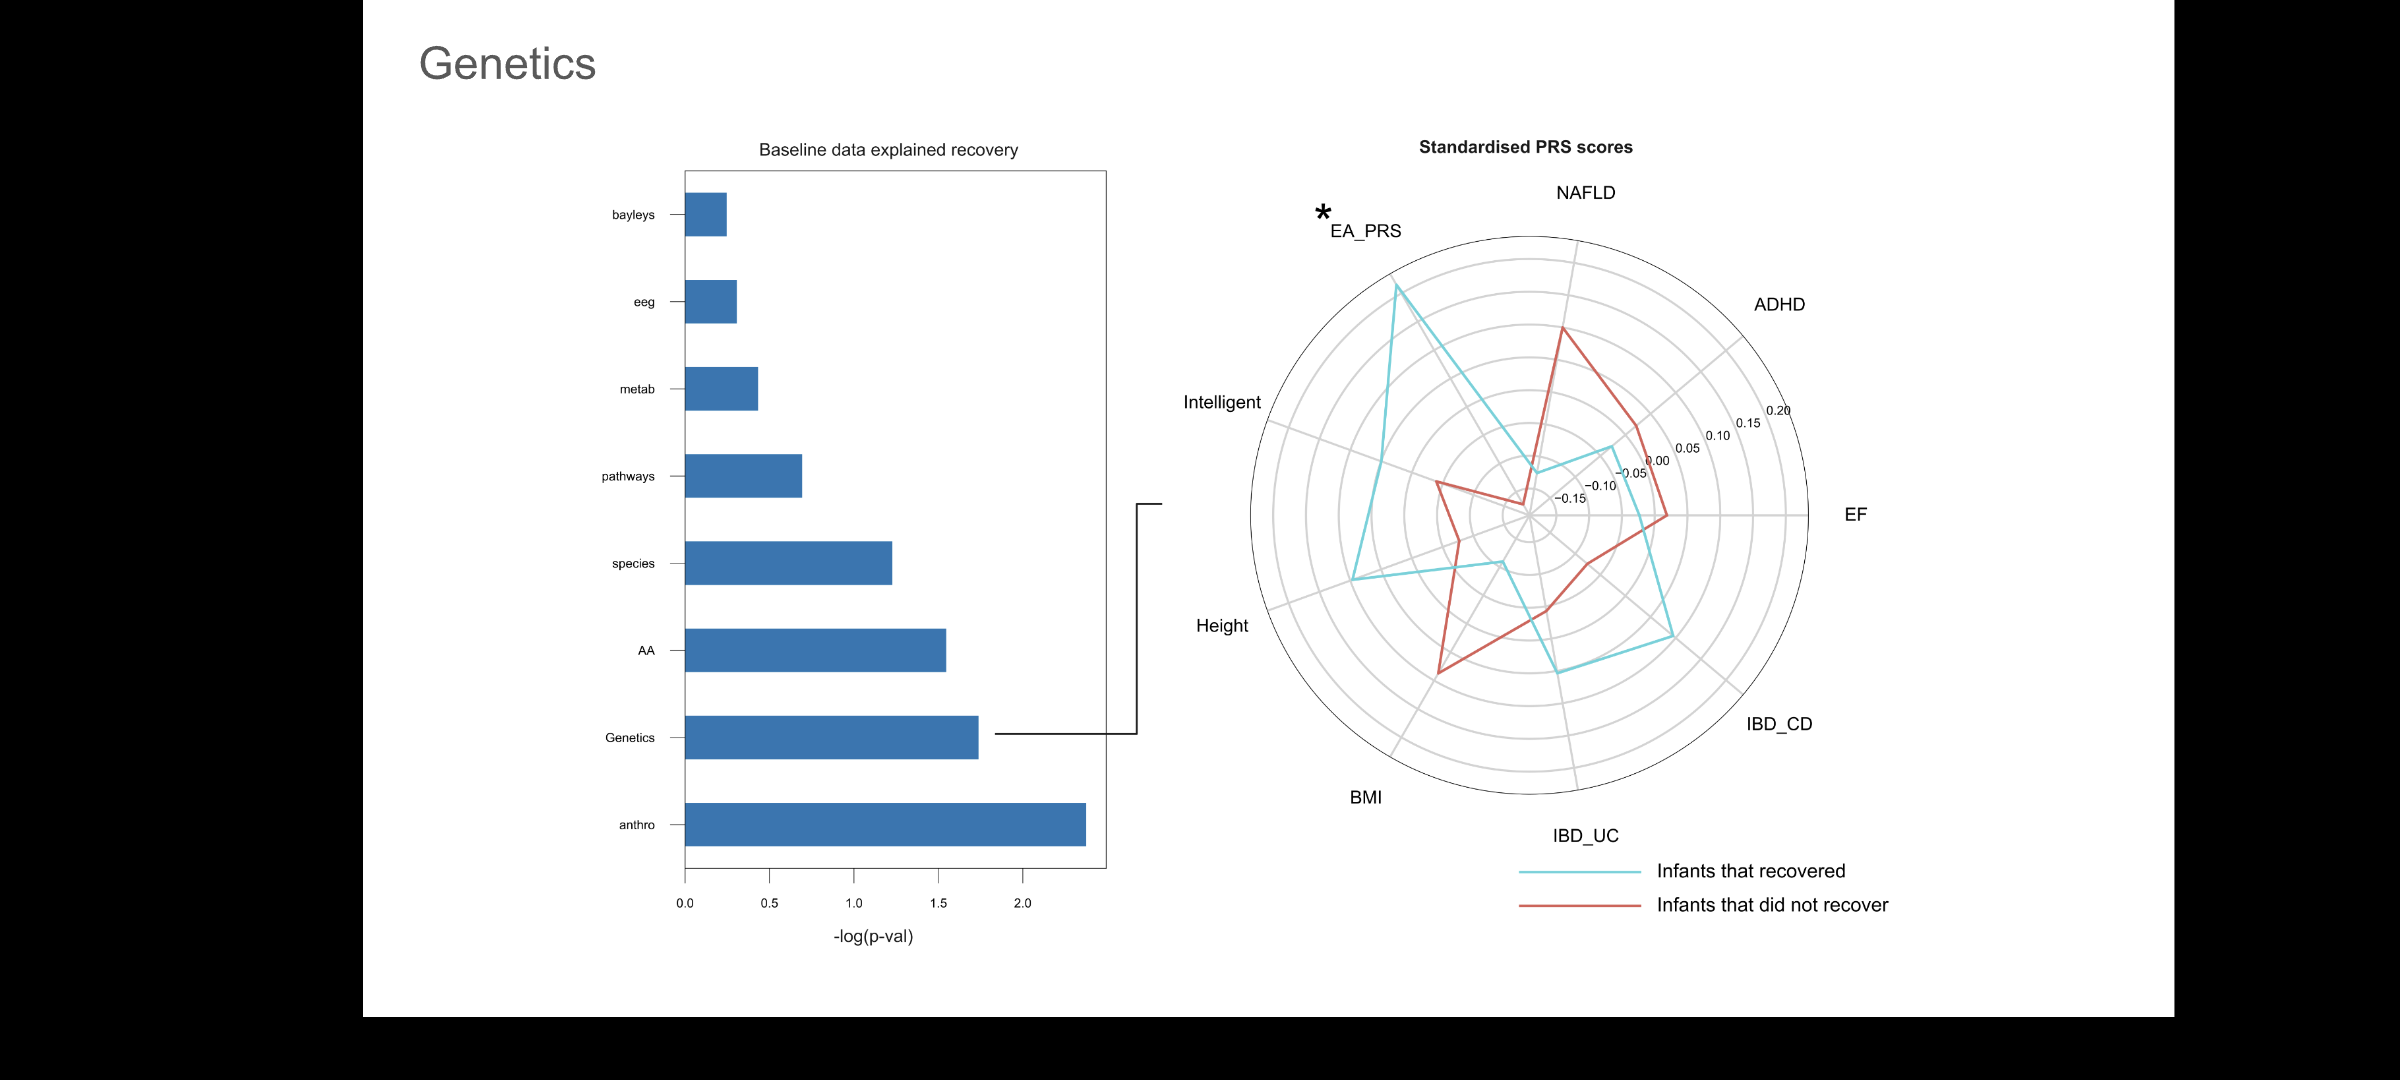 Genetics
Baseline data explained recovery
bayleys
eeg
metab
pathways
species
AA
Genetics
anthro
0.0 0.5 1.0 1.5 2.0
-log(p-val)
Standardised PRS scores
NAFLD
*
EA_PRS
ADHD
Intelligent
0.20
0.15
0.10
0.05
0.00
−0.05
−0.10
−0.15
EF
Height
IBD_CD
BMI
IBD_UC
Infants that recovered
Infants that did not recover